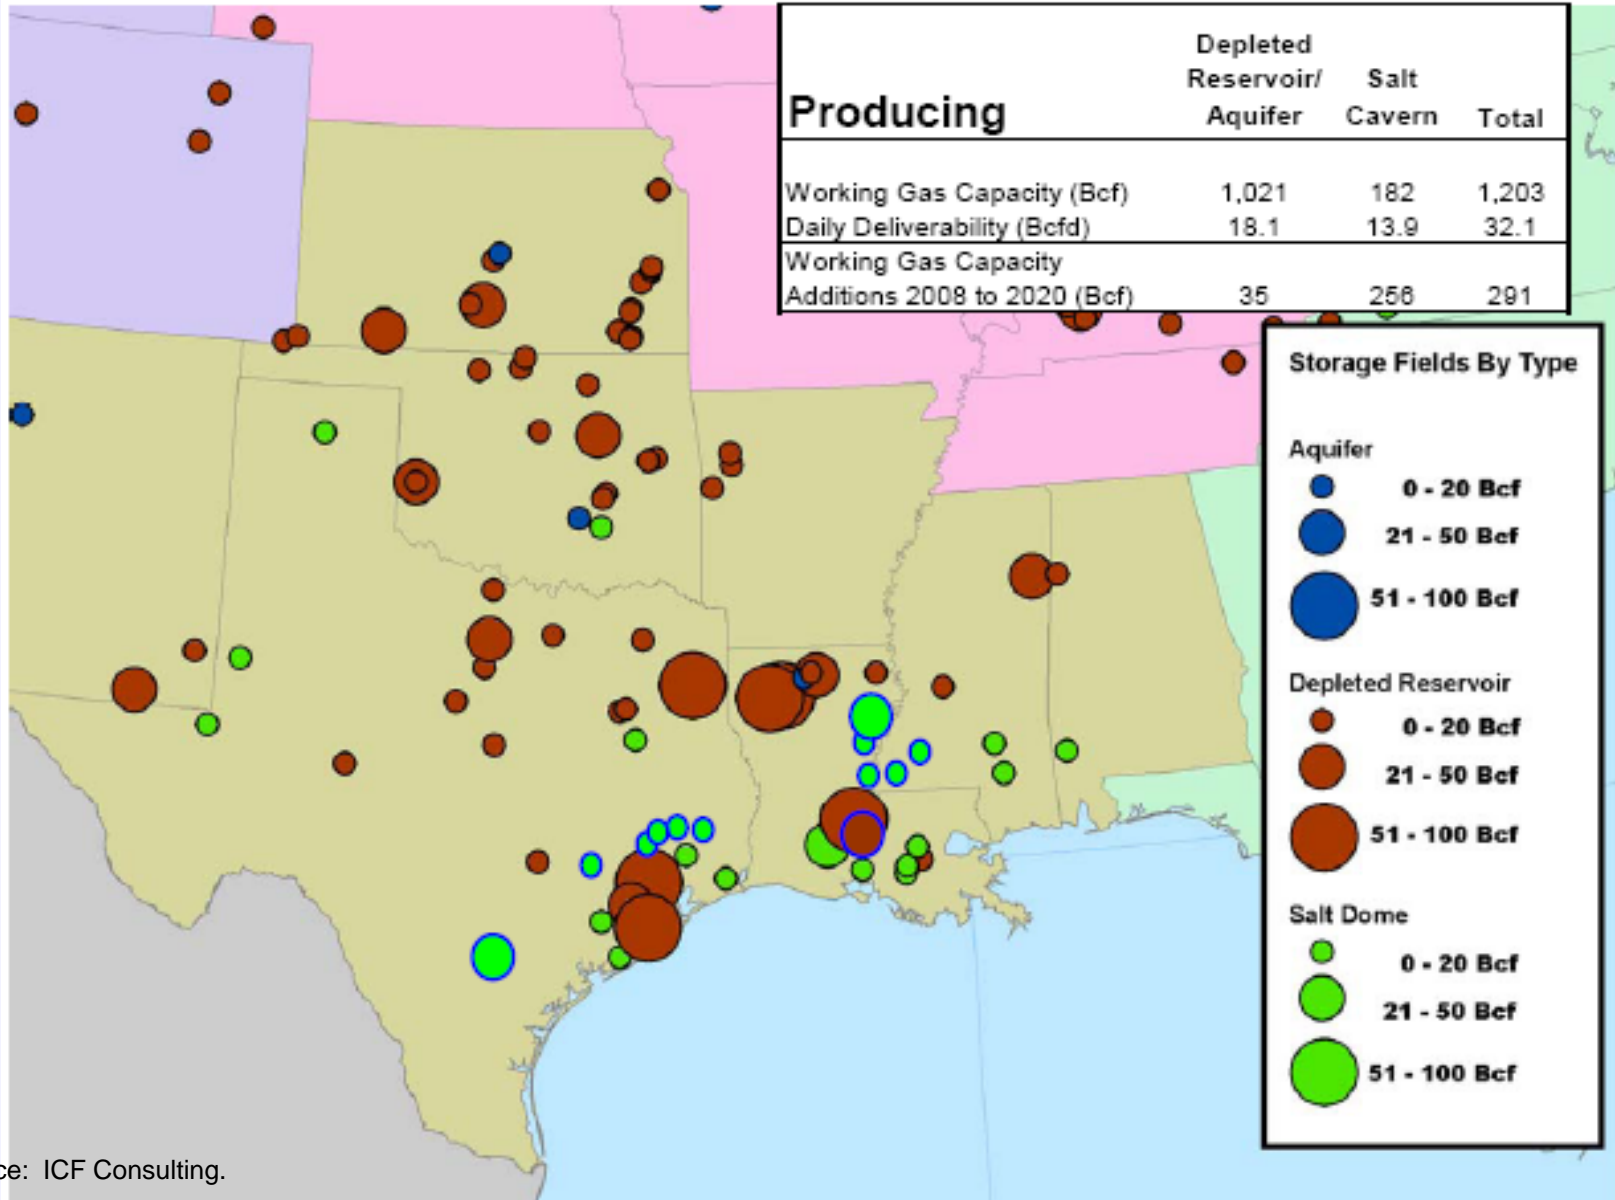 Depleted
Reservoir/ Salt
Producing Aquifer Cavern Total
Working Gas Capacity (Bcf) 1,021 182 1,203
Daily Deliverability (Bcfd) 18.1 13.9 32.1
Working Gas Capacity
Additions 2008 to 2020 (Bcf) 35 256 291
Storage Fields By Type
Aquifer
0 - 20 Bcf
21 - 50 Bcf
51 - 100 Bcf
Depleted Reservoir
0 - 20 Bcf
21 - 50 Bcf
51 - 100 Bcf
Salt Dome
0 - 20 Bcf
21 - 50 Bcf
51 - 100 Bcf
ce: ICF Consulting.